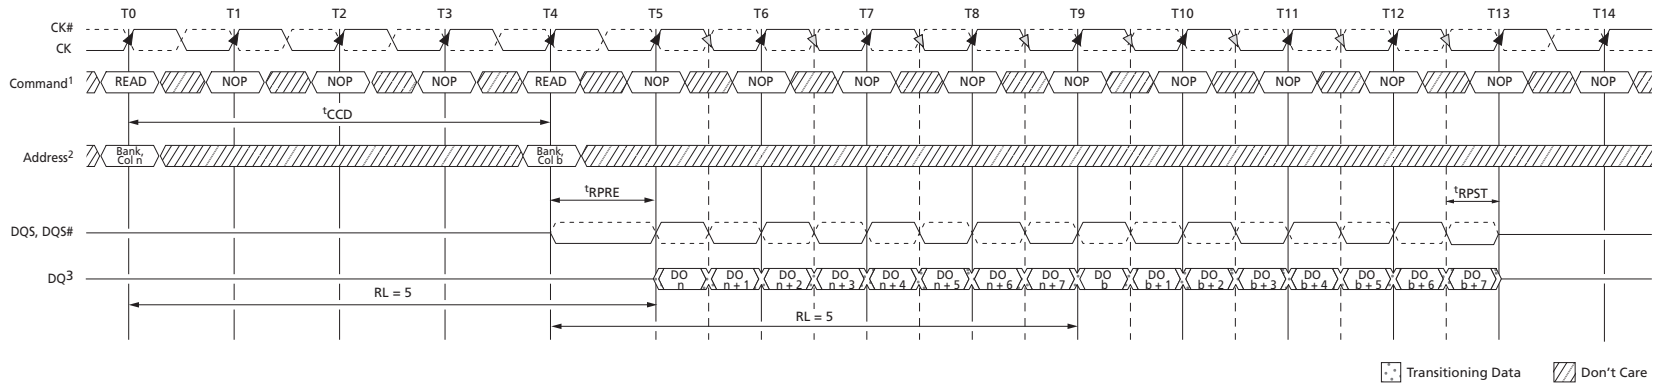 T0 T1 T2 T3 T4 T5 T6 T7 T8 T9 T10 T11 T12 T13 T14
CK#
CK
Command1 READ NOP NOP NOP READ NOP NOP NOP NOP NOP NOP NOP NOP NOP NOP
tCCD
Address2 Bank, Col n Bank, Col b
tRPRE tRPST
DQS, DQS#
DQ3 DO n DO n + 1 DO n + 2 DO n + 3 DO n + 4 DO n + 5 DO n + 6 DO n + 7 DO b DO b + 1 DO b + 2 DO b + 3 DO b + 4 DO b + 5 DO b + 6 DO b + 7
RL = 5
RL = 5
Transitioning Data Don't Care